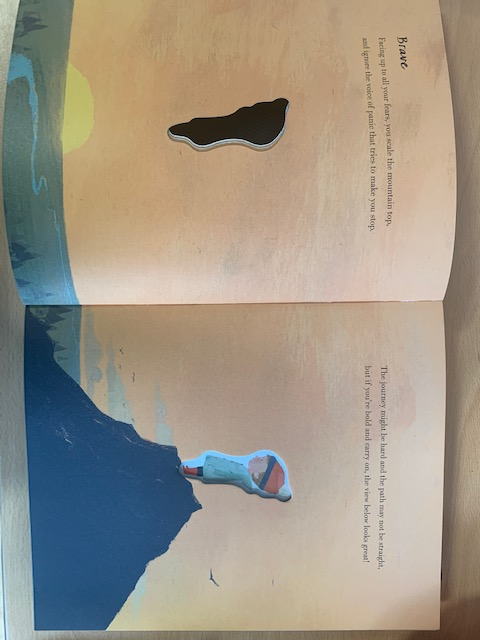 Brave
Facing up to all your fears, you scale the mountain top,
and ignore the voice of panic that tries to make you stop.
The journey might be hard and the path may not be straight,
but if you're bold and carry on, the view below looks great!